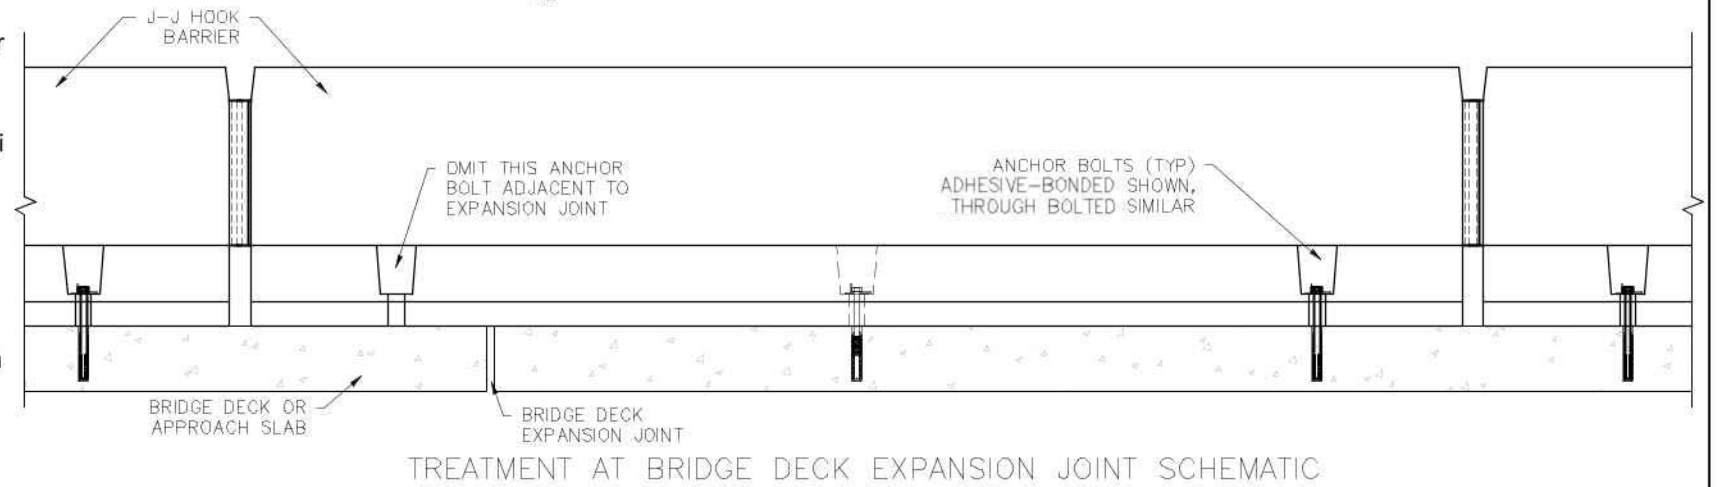 J-J HOOK
BARRIER
r
i
OMIT THIS ANCHOR
BOLT ADJACENT TO
EXPANSION JOINT
ANCHOR BOLTS (TYP)
ADHESIVE-BONDED SHOWN,
THROUGH BOLTED SIMILAR
BRIDGE DECK OR
APPROACH SLAB
BRIDGE DECK
EXPANSION JOINT
TREATMENT AT BRIDGE DECK EXPANSION JOINT SCHEMATIC